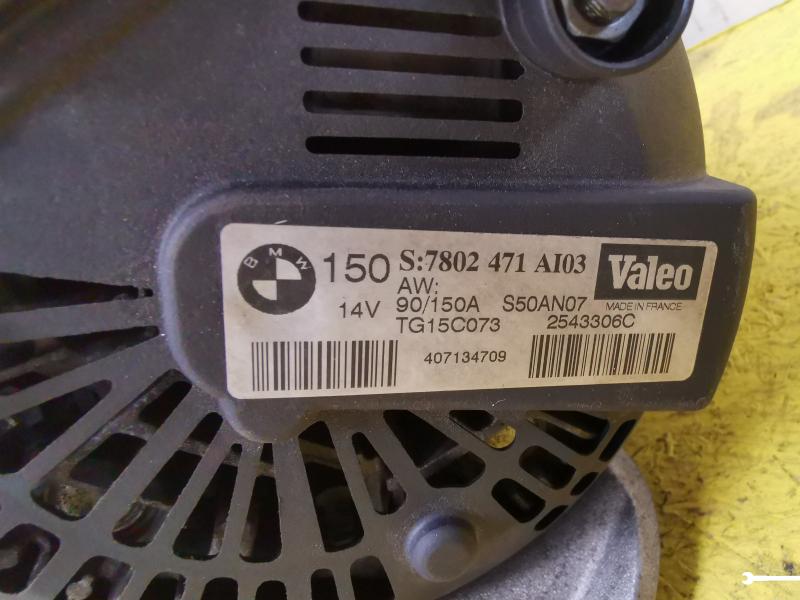 BMW 150 S:7802 471 AI03 Valeo
AW:
14V 90/150A S50AN07 MADE IN FRANCE
TG15C073 2543306C
407134709